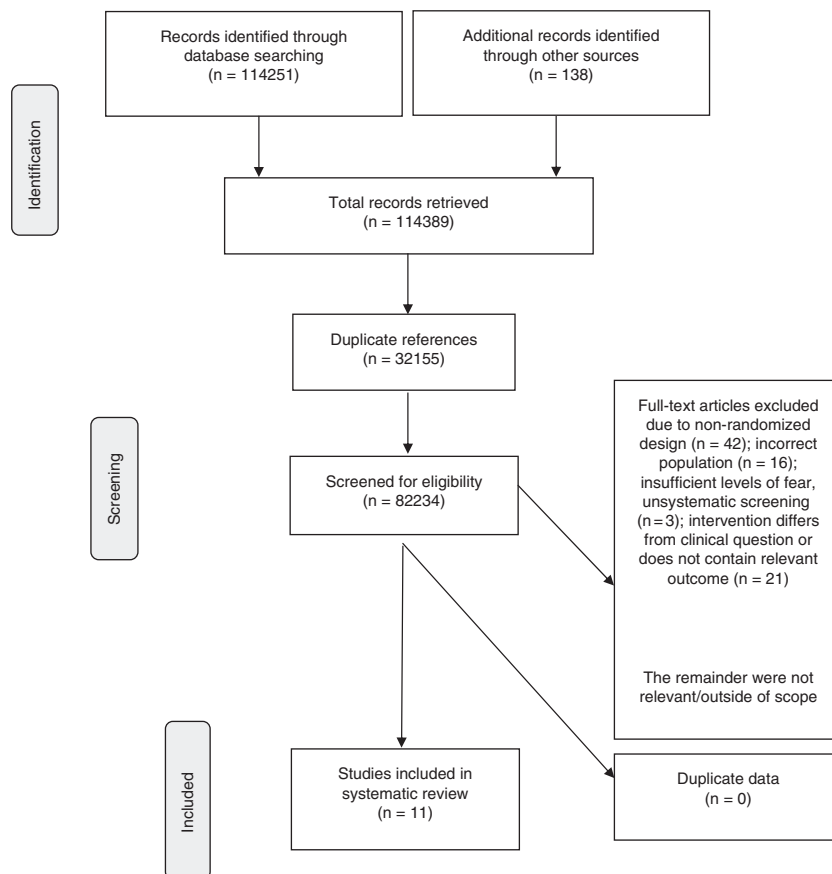 Records identified through
database searching
(n = 114251)
Additional records identified
through other sources
(n = 138)
Identification
Total records retrieved
(n = 114389)
Duplicate references
(n = 32155)
Screening
Screened for eligibility
(n = 82234)
Full-text articles excluded
due to non-randomized
design (n = 42); incorrect
population (n = 16);
insufficient levels of fear,
unsystematic screening
(n = 3); intervention differs
from clinical question or
does not contain relevant
outcome (n = 21)
The remainder were not
relevant/outside of scope
Included
Studies included in
systematic review
(n = 11)
Duplicate data
(n = 0)